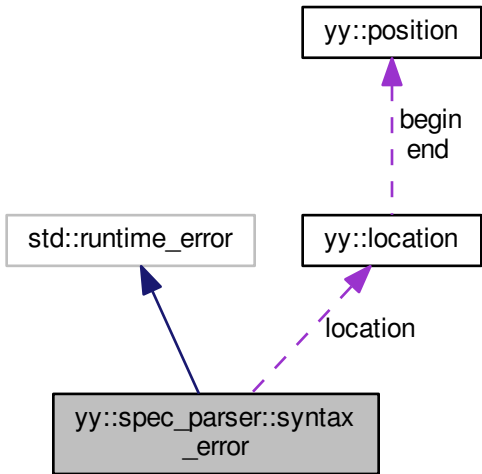 yy::position
begin
end
std::runtime_error
yy::location
location
yy::spec_parser::syntax
_error